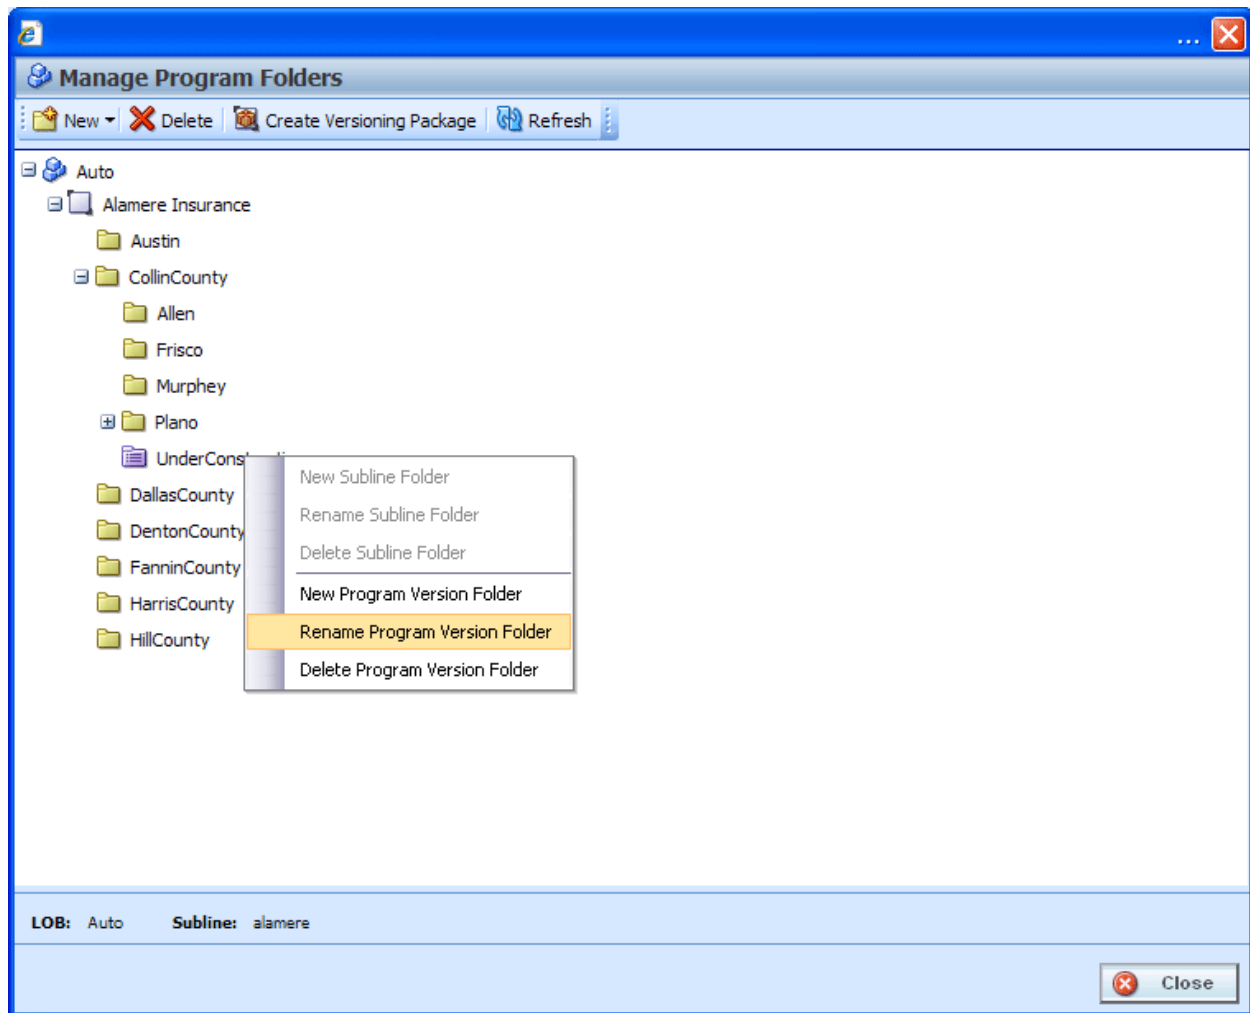 ...
Manage Program Folders
New Delete Create Versioning Package Refresh
Auto
Alamere Insurance
Austin
CollinCounty
Allen
Frisco
Murphey
Plano
DallasCounty
DentonCounty
FanninCounty
HarrisCounty
HillCounty
New Subline Folder
Rename Subline Folder
Delete Subline Folder
New Program Version Folder
Rename Program Version Folder
Delete Program Version Folder
LOB: Auto Subline: alamere
Close